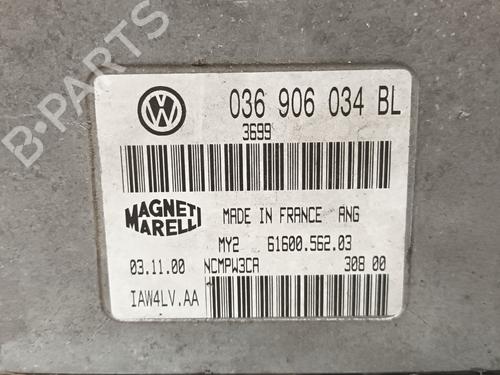 B-PARTS
VW
036 906 034 BL
3699
MAGNETI MARELLI
MADE IN FRANCE ANG
MY2 61600.562.03
03.11.00 NCMPW3CA 308 00
IAW4LV.AA